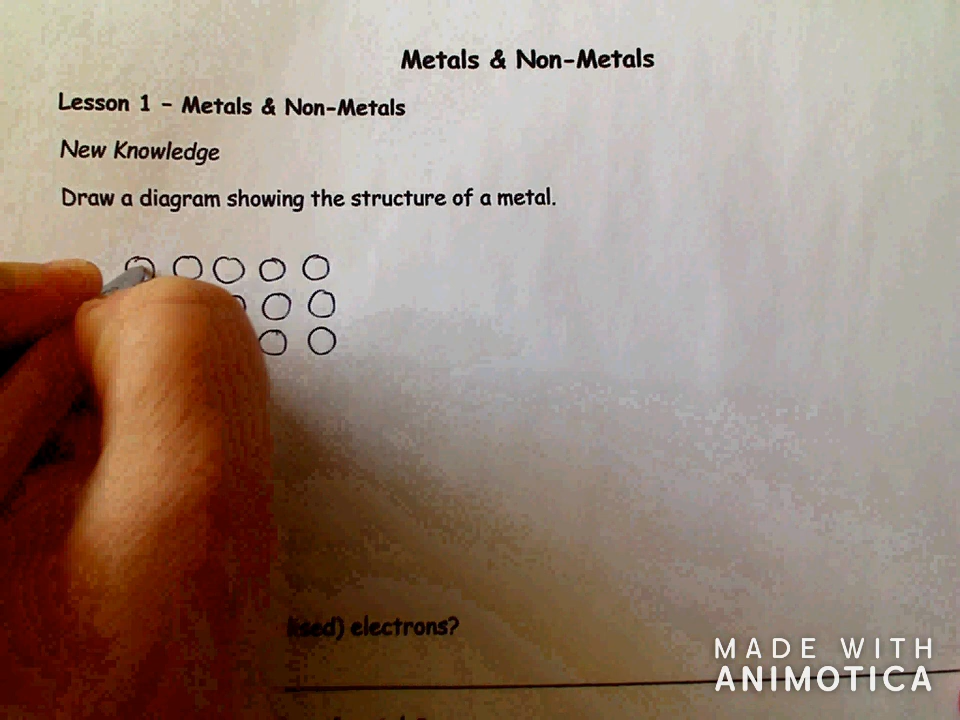 Metals & Non-Metals
Lesson 1 – Metals & Non-Metals
New Knowledge
Draw a diagram showing the structure of a metal.
electrons?
MADE WITH
ANIMOTICA